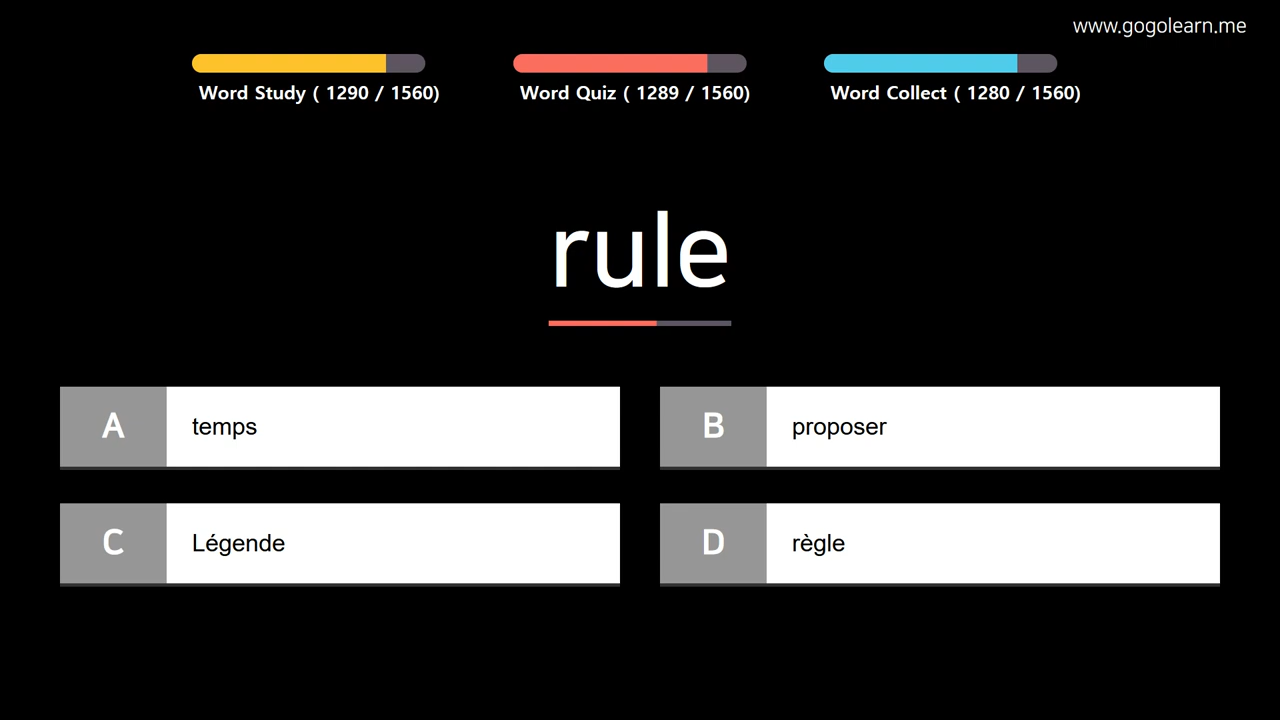 www.gogolearn.me
Word Study ( 1290 / 1560)
Word Quiz ( 1289 / 1560)
Word Collect ( 1280 / 1560)
rule
A temps
B proposer
C Légende
D règle